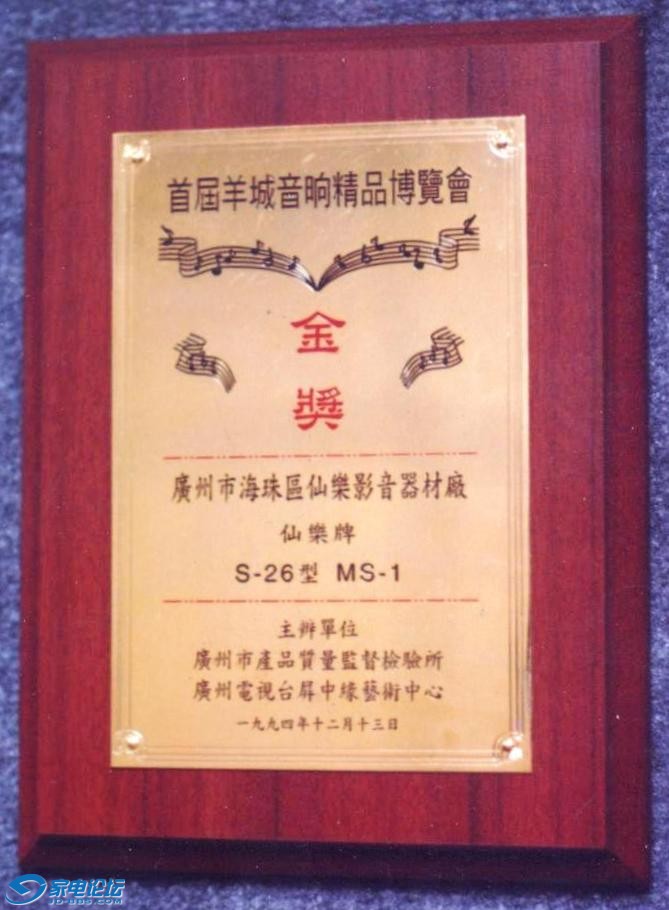 首屆羊城音响精品博覽會
金
獎
廣州市海珠區仙樂影音器材廠
仙樂牌
S-26型 MS-1
主辦單位
廣州市產品質量監督檢驗所
廣州電視台屏中緣藝術中心
一九九四年十二月十三日
家电论坛
JD-BBS.COM